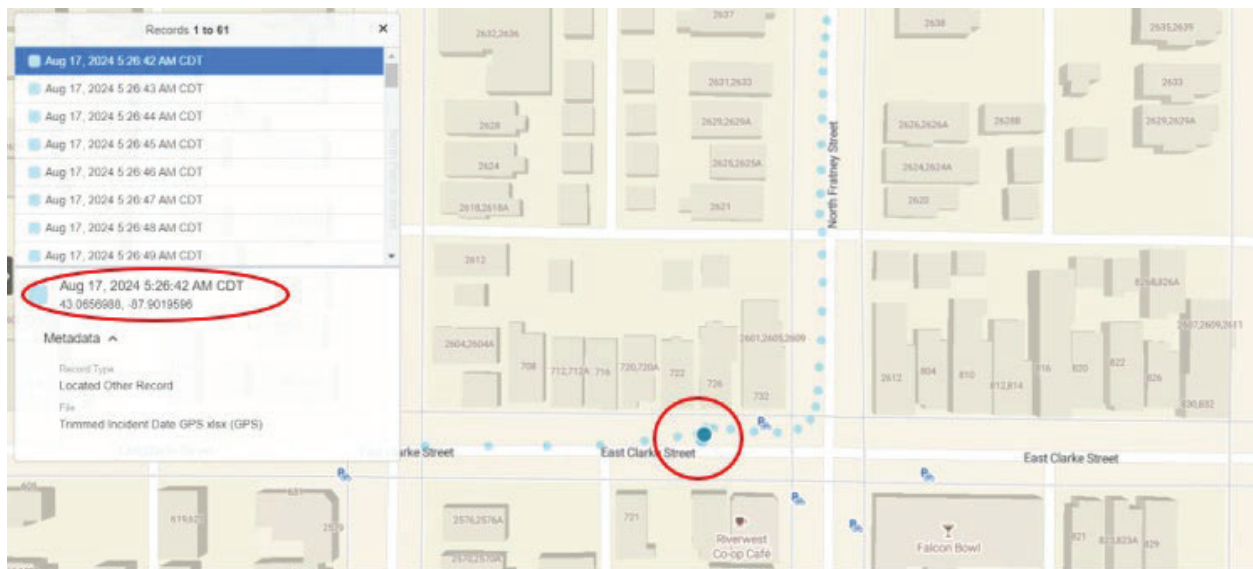 Records 1 to 61
Aug 17, 2024 5:26:42 AM CDT
Aug 17, 2024 5:26:43 AM CDT
Aug 17, 2024 5:26:44 AM CDT
Aug 17, 2024 5:26:45 AM CDT
Aug 17, 2024 5:26:46 AM CDT
Aug 17, 2024 5:26:47 AM CDT
Aug 17, 2024 5:26:48 AM CDT
Aug 17, 2024 5:26:49 AM CDT
Aug 17, 2024 5:26:42 AM CDT
43.0656988, -87.9019596
Metadata
Record Type
Located Other Record
File
Trimmed Incident Date GPS xlsx (GPS)
2632,2636
2637
2638
2635,2639
2631,2633
2633
2628
2629,2629A
2626,2626A
2628B
2629,2629A
2624
2625,2625A
2624,2624A
2618,2618A
2621
2620
North Fratney Street
2612
2604,2604A
708
712,712A
716
720,720A
722
726
732
2601,2605,2609
2612
804
810
812,814
816
820
822
826
830,832
2607,2609,2611
East Clarke Street
East Clarke Street
2576,2576A
721
Riverwest
Co-op Café
Falcon Bowl
821
829